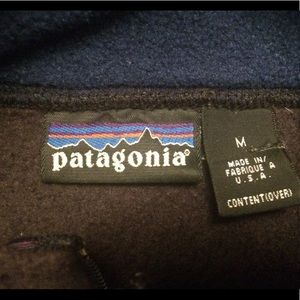 patagonia®
M
MADE IN/
FABRIQUE A
U.S.A.
CONTENT(OVER)